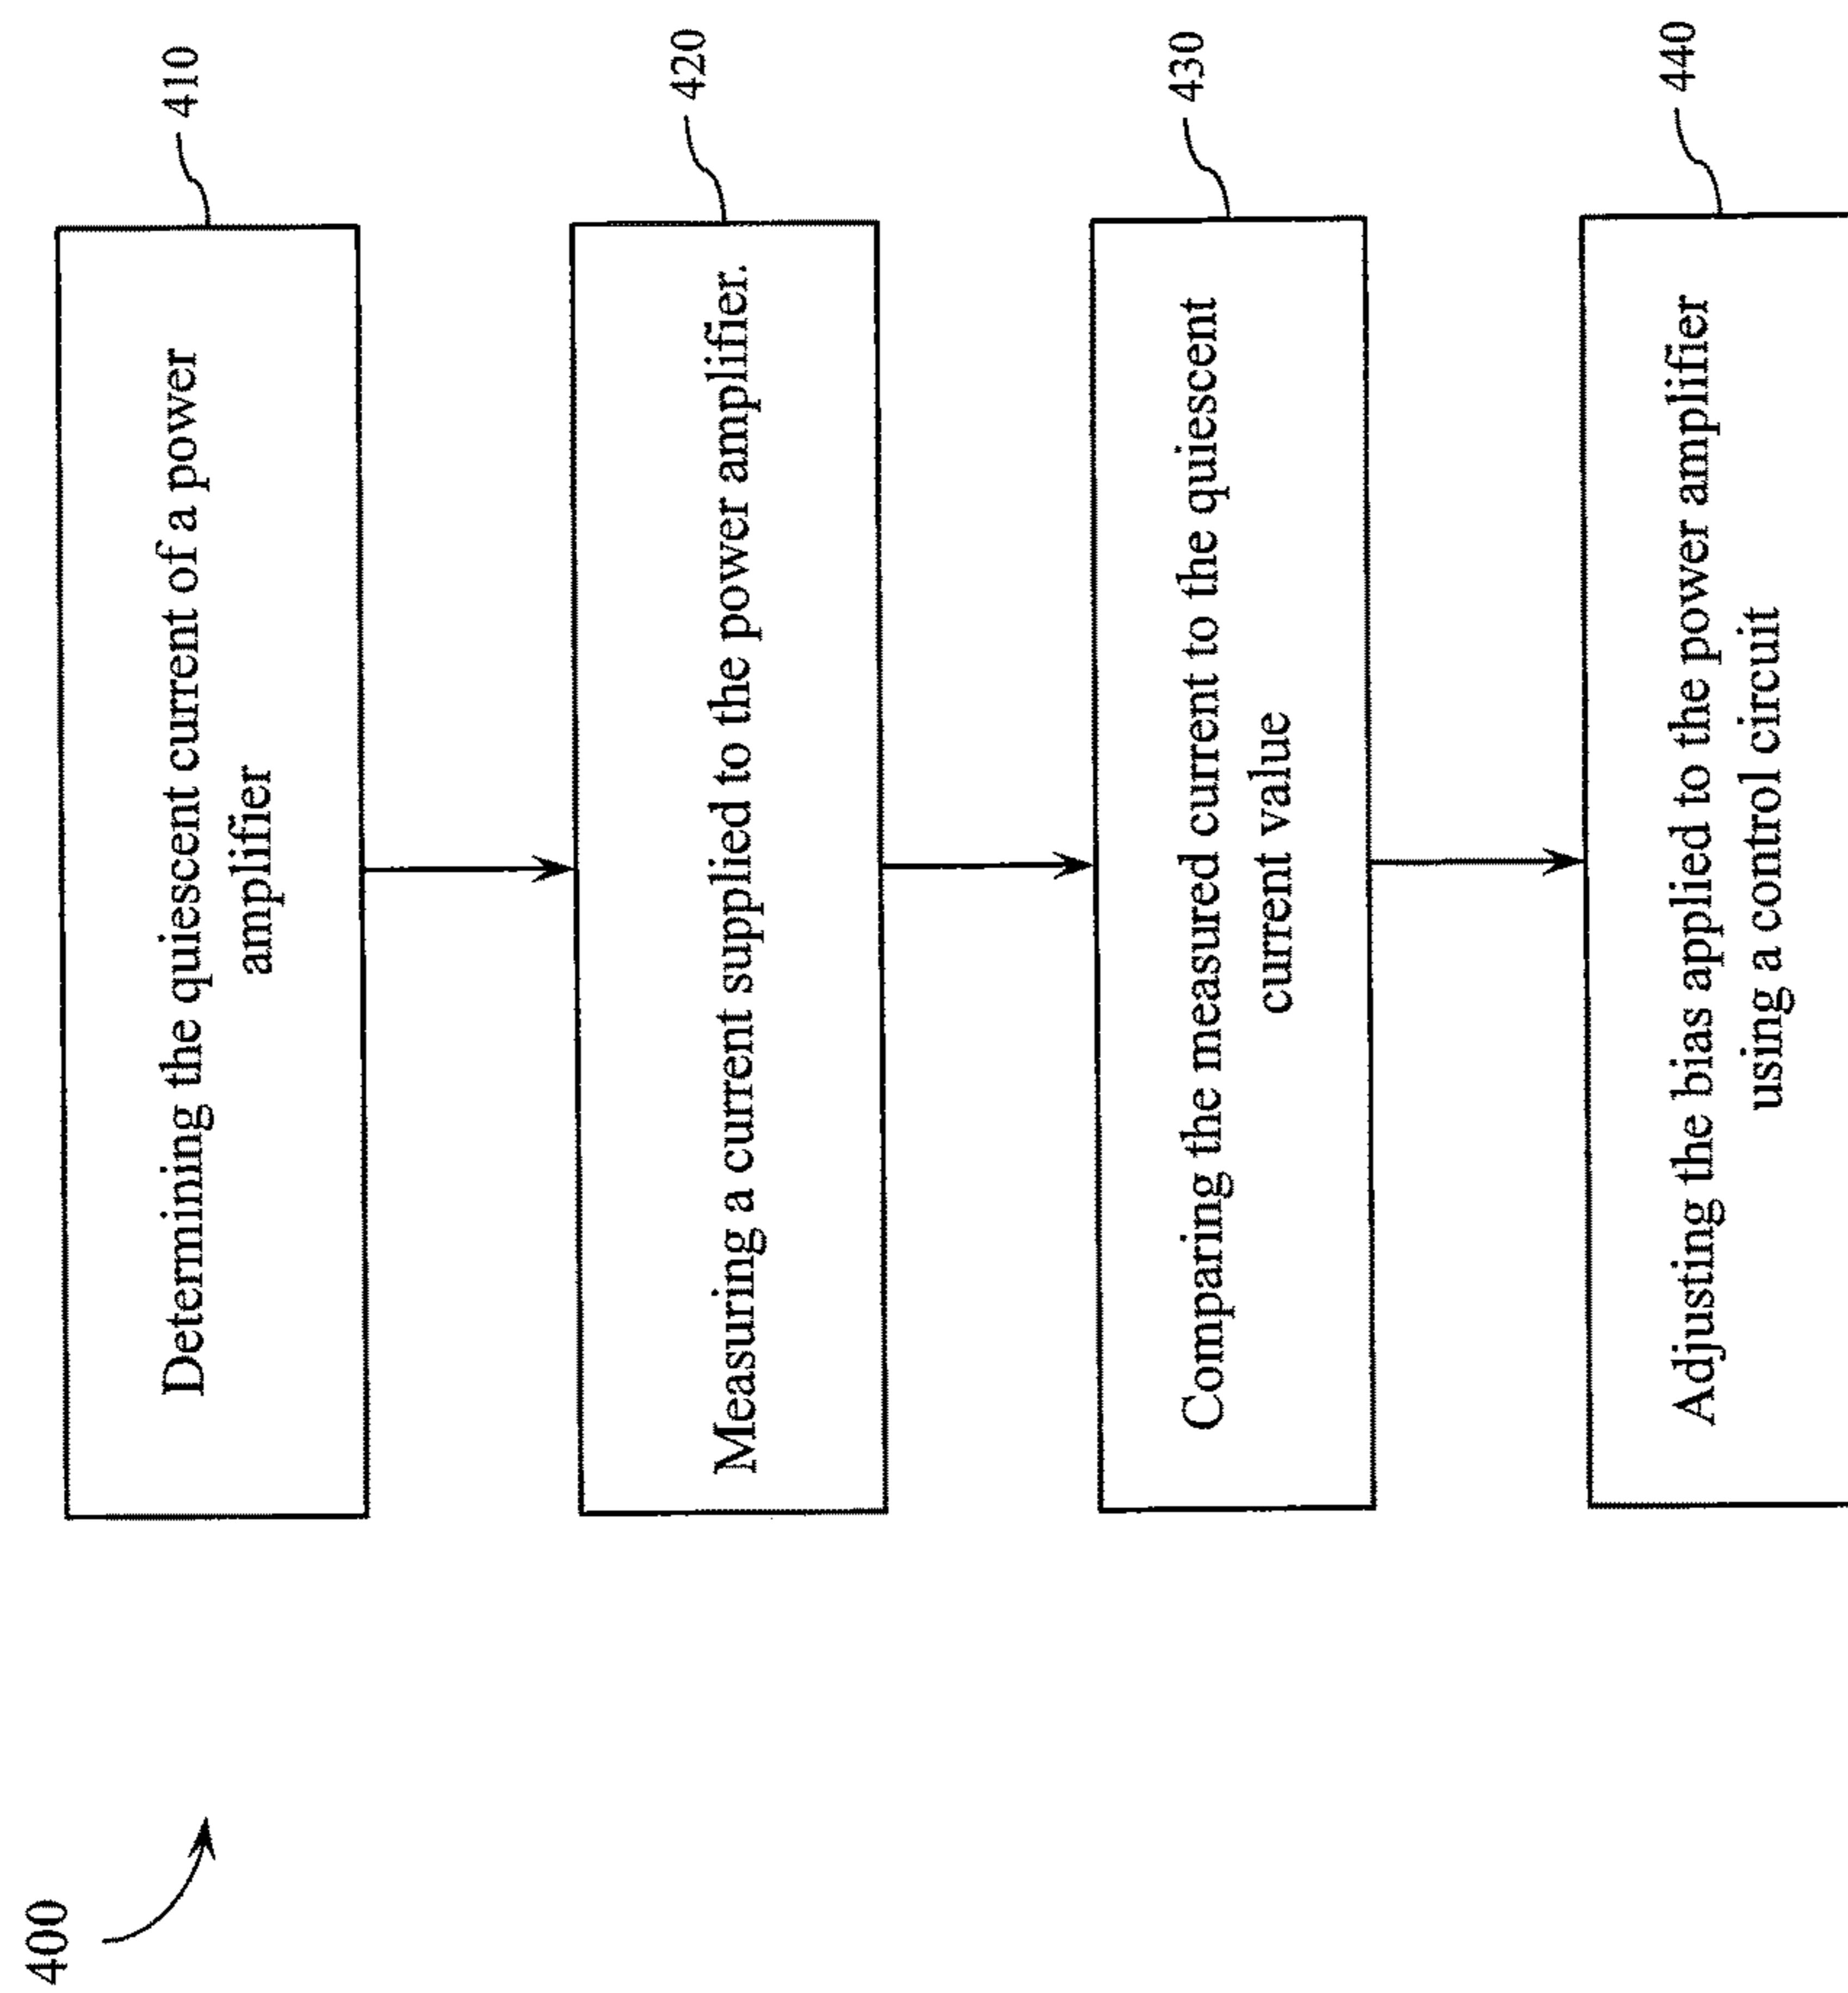 400
Determining the quiescent current of a power
amplifier
410
Measuring a current supplied to the power amplifier.
420
Comparing the measured current to the quiescent
current value
430
Adjusting the bias applied to the power amplifier
using a control circuit
440